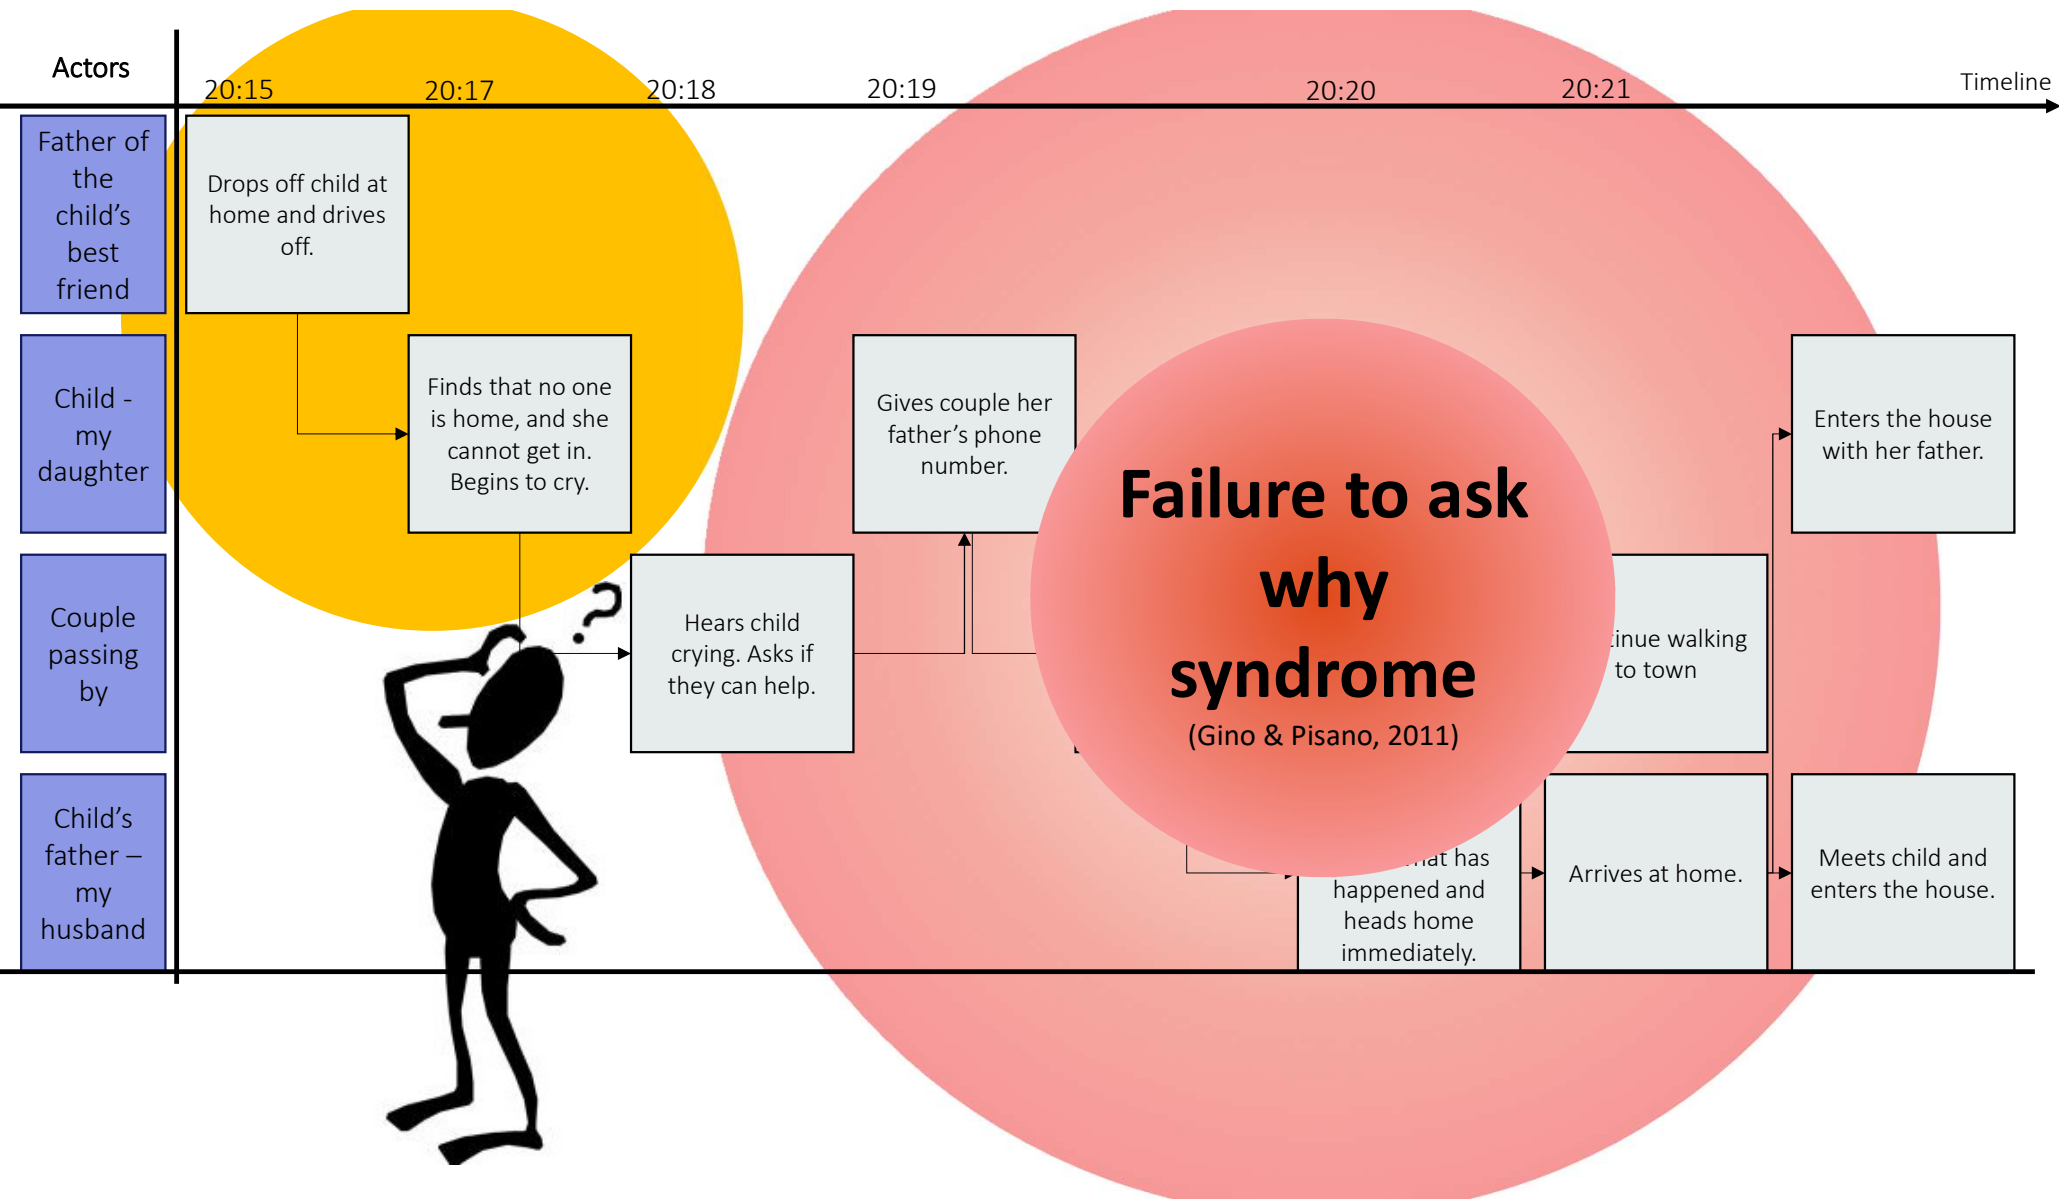 Actors
20:15
20:17
20:18
20:19
20:20
20:21
Timeline
Father of
the
child’s
best
friend
Drops off child at
home and drives
off.
Child -
my
daughter
Finds that no one
is home, and she
cannot get in.
Begins to cry.
Gives couple her
father’s phone
number.
Enters the house
with her father.
Couple
passing
by
?
Hears child
crying. Asks if
they can help.
Failure to ask
why
syndrome
(Gino & Pisano, 2011)
walking
to town
Child’s
father –
my
husband
has
happened and
heads home
immediately.
Arrives at home.
Meets child and
enters the house.